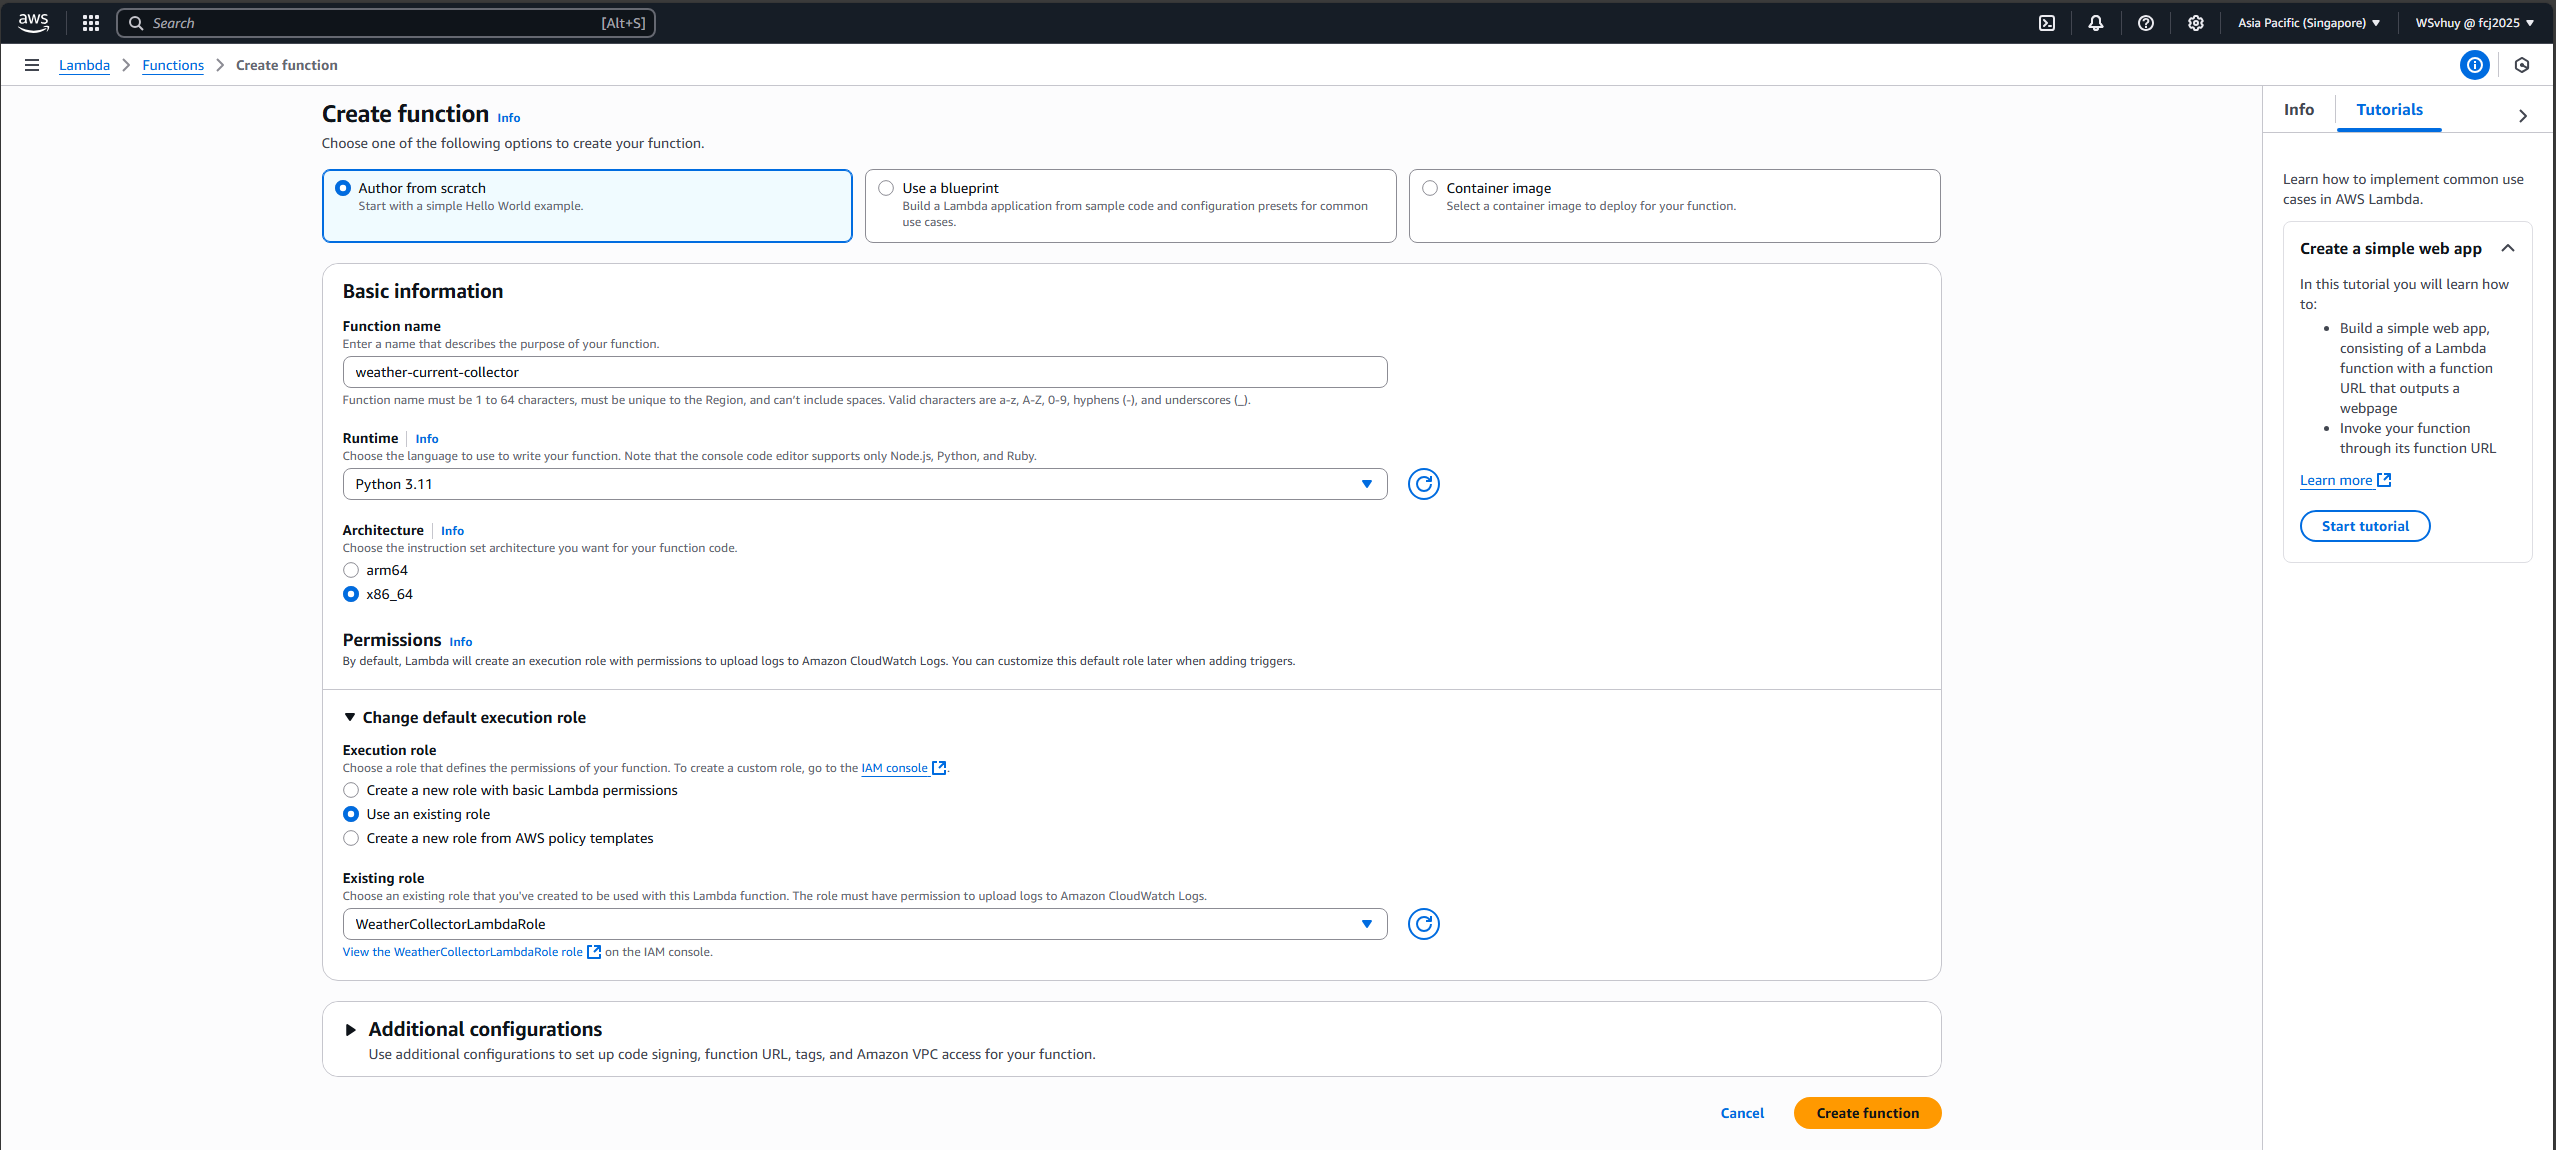 aws
Search [Alt+S]
Asia Pacific (Singapore)
WSvhuy @ fcj2025
Lambda
Functions
Create function
Create function Info
Choose one of the following options to create your function.
Author from scratch
Start with a simple Hello World example.
Use a blueprint
Build a Lambda application from sample code and configuration presets for common
use cases.
Container image
Select a container image to deploy for your function.
Basic information
Function name
Enter a name that describes the purpose of your function.
weather-current-collector
Function name must be 1 to 64 characters, must be unique to the Region, and can't include spaces. Valid characters are a-z, A-Z, 0-9, hyphens (-), and underscores (_).
Runtime Info
Choose the language to use to write your function. Note that the console code editor supports only Node.js, Python, and Ruby.
Python 3.11
Architecture Info
Choose the instruction set architecture you want for your function code.
arm64
x86_64
Permissions Info
By default, Lambda will create an execution role with permissions to upload logs to Amazon CloudWatch Logs. You can customize this default role later when adding triggers.
Change default execution role
Execution role
Choose a role that defines the permissions of your function. To create a custom role, go to the IAM console.
Create a new role with basic Lambda permissions
Use an existing role
Create a new role from AWS policy templates
Existing role
Choose an existing role that you've created to be used with this Lambda function. The role must have permission to upload logs to Amazon CloudWatch Logs.
WeatherCollectorLambdaRole
View the WeatherCollectorLambdaRole role on the IAM console.
Additional configurations
Use additional configurations to set up code signing, function URL, tags, and Amazon VPC access for your function.
Cancel
Create function
Info
Tutorials
Learn how to implement common use
cases in AWS Lambda.
Create a simple web app
In this tutorial you will learn how
to:
• Build a simple web app,
consisting of a Lambda
function with a function
URL that outputs a
webpage
• Invoke your function
through its function URL
Learn more
Start tutorial